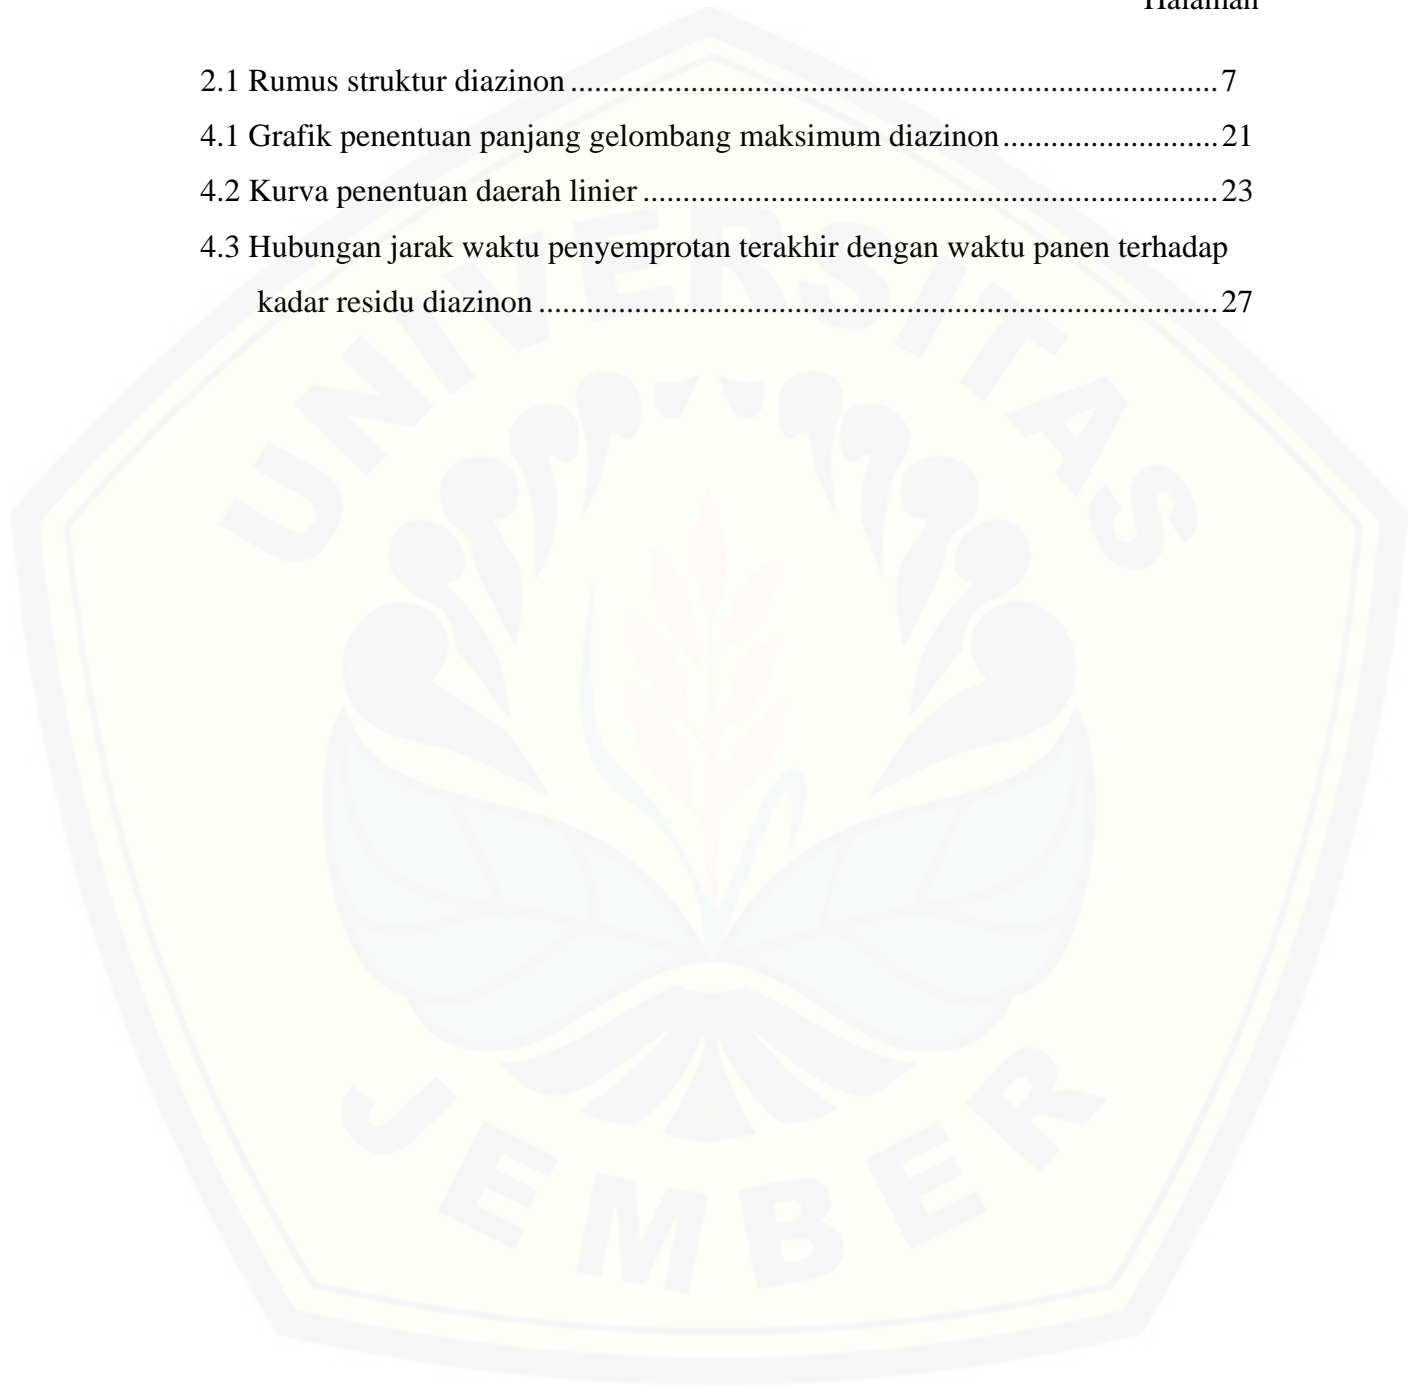 Halaman
2.1 Rumus struktur diazinon ................................................................................. 7
4.1 Grafik penentuan panjang gelombang maksimum diazinon ........................... 21
4.2 Kurva penentuan daerah linier ........................................................................ 23
4.3 Hubungan jarak waktu penyemprotan terakhir dengan waktu panen terhadap
kadar residu diazinon ..................................................................................... 27
UNIVERSITAS
JEMBER